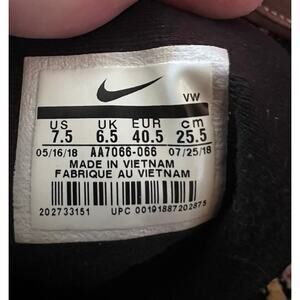 VW
US UK EUR cm
7.5 6.5 40.5 25.5
05/16/18 AA7066-066 07/25/18
MADE IN VIETNAM
FABRIQUE AU VIETNAM
202733151 UPC 00191887202875